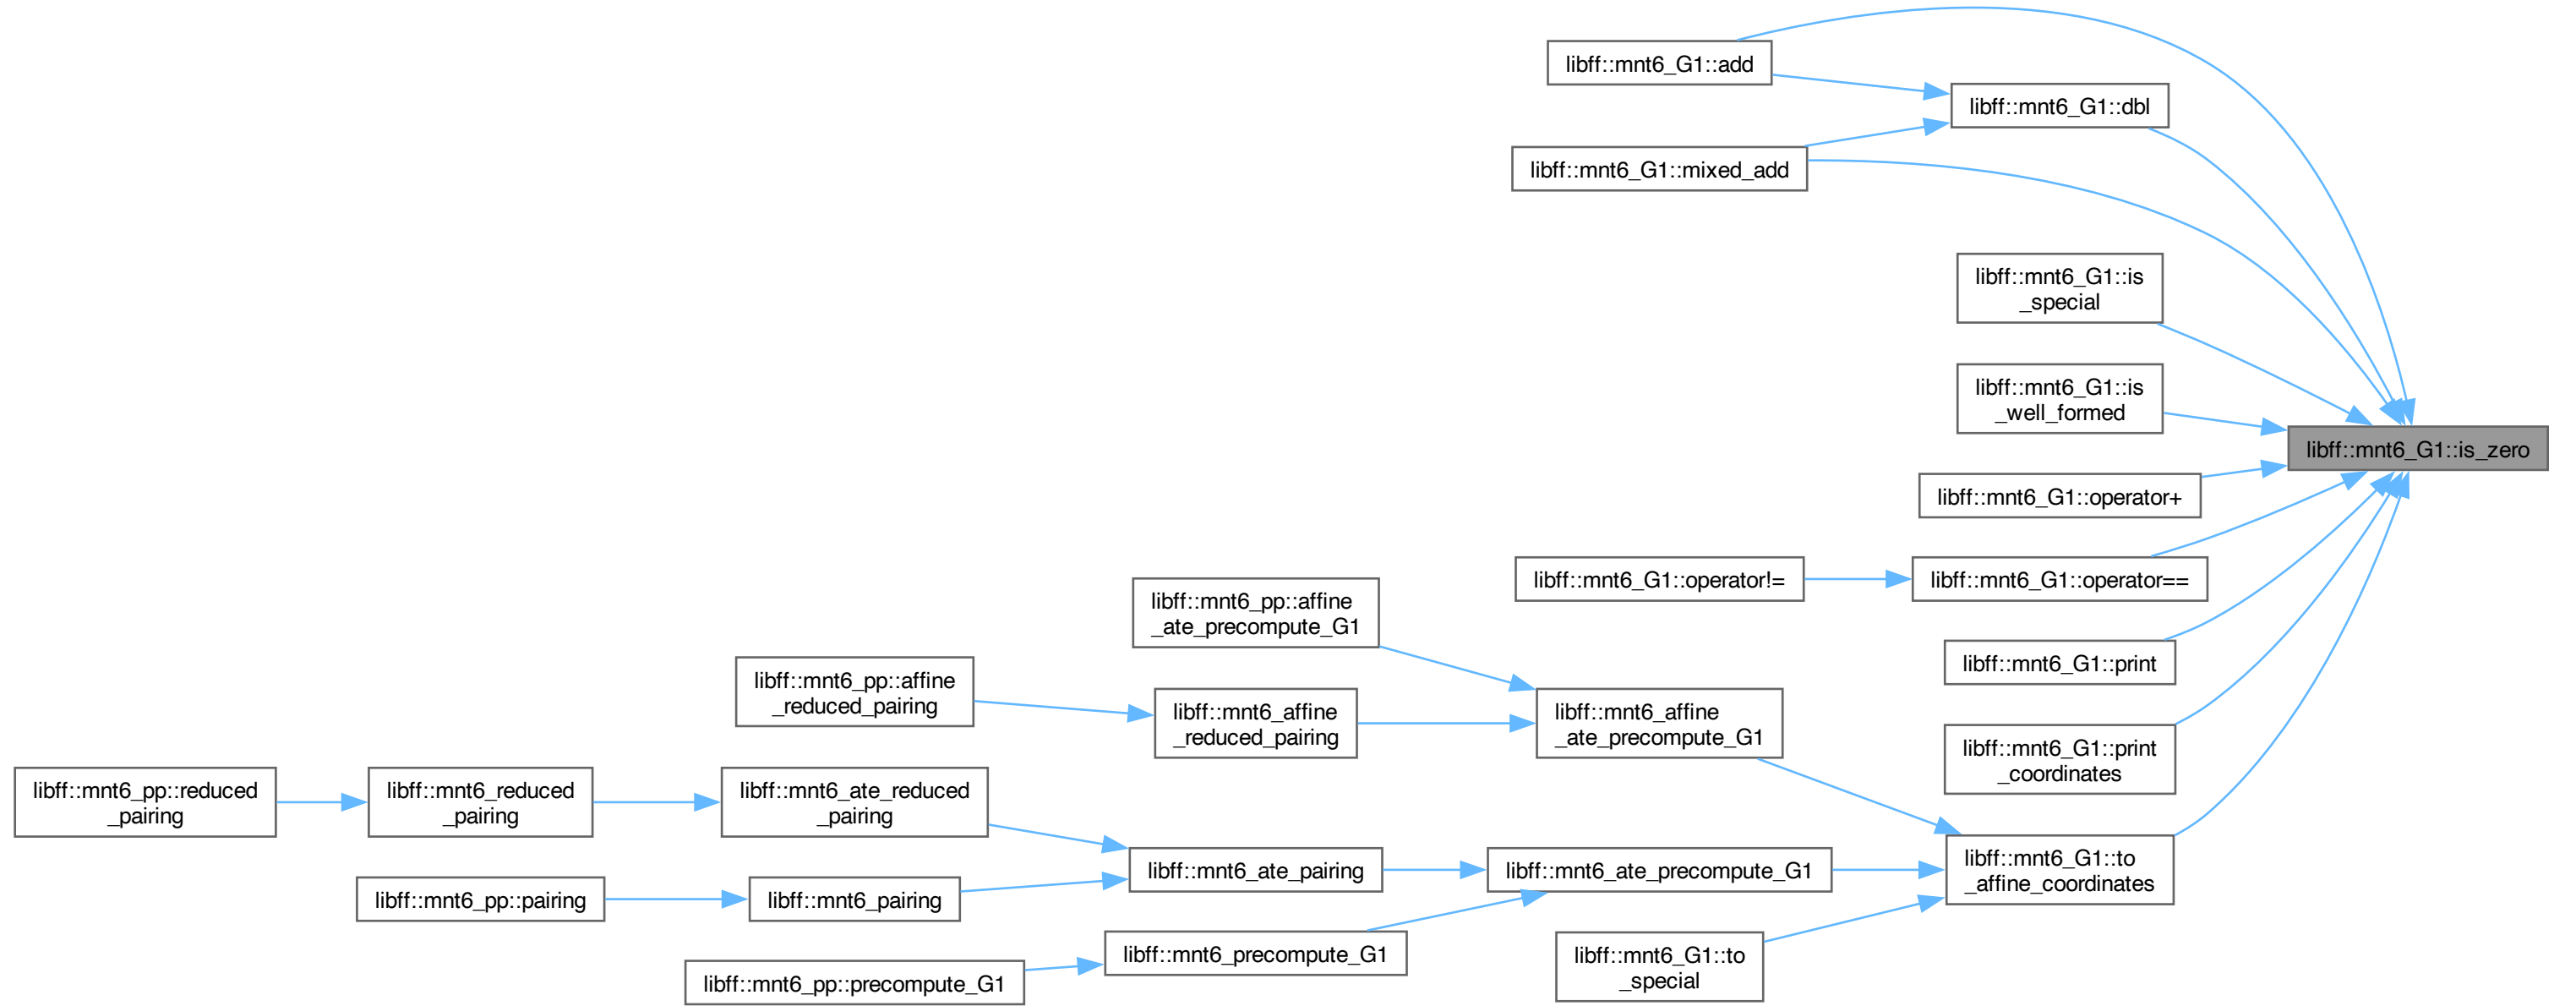 libff::mnt6_G1::add
libff::mnt6_G1::dbl
libff::mnt6_G1::mixed_add
libff::mnt6_G1::is
_special
libff::mnt6_G1::is
_well_formed
libff::mnt6_G1::is_zero
libff::mnt6_G1::operator+
libff::mnt6_G1::operator!=
libff::mnt6_G1::operator==
libff::mnt6_pp::affine
_ate_precompute_G1
libff::mnt6_G1::print
libff::mnt6_pp::affine
_reduced_pairing
libff::mnt6_affine
_reduced_pairing
libff::mnt6_affine
_ate_precompute_G1
libff::mnt6_G1::print
_coordinates
libff::mnt6_pp::reduced
_pairing
libff::mnt6_reduced
_pairing
libff::mnt6_ate_reduced
_pairing
libff::mnt6_ate_pairing
libff::mnt6_ate_precompute_G1
libff::mnt6_G1::to
_affine_coordinates
libff::mnt6_pp::pairing
libff::mnt6_pairing
libff::mnt6_precompute_G1
libff::mnt6_G1::to
_special
libff::mnt6_pp::precompute_G1